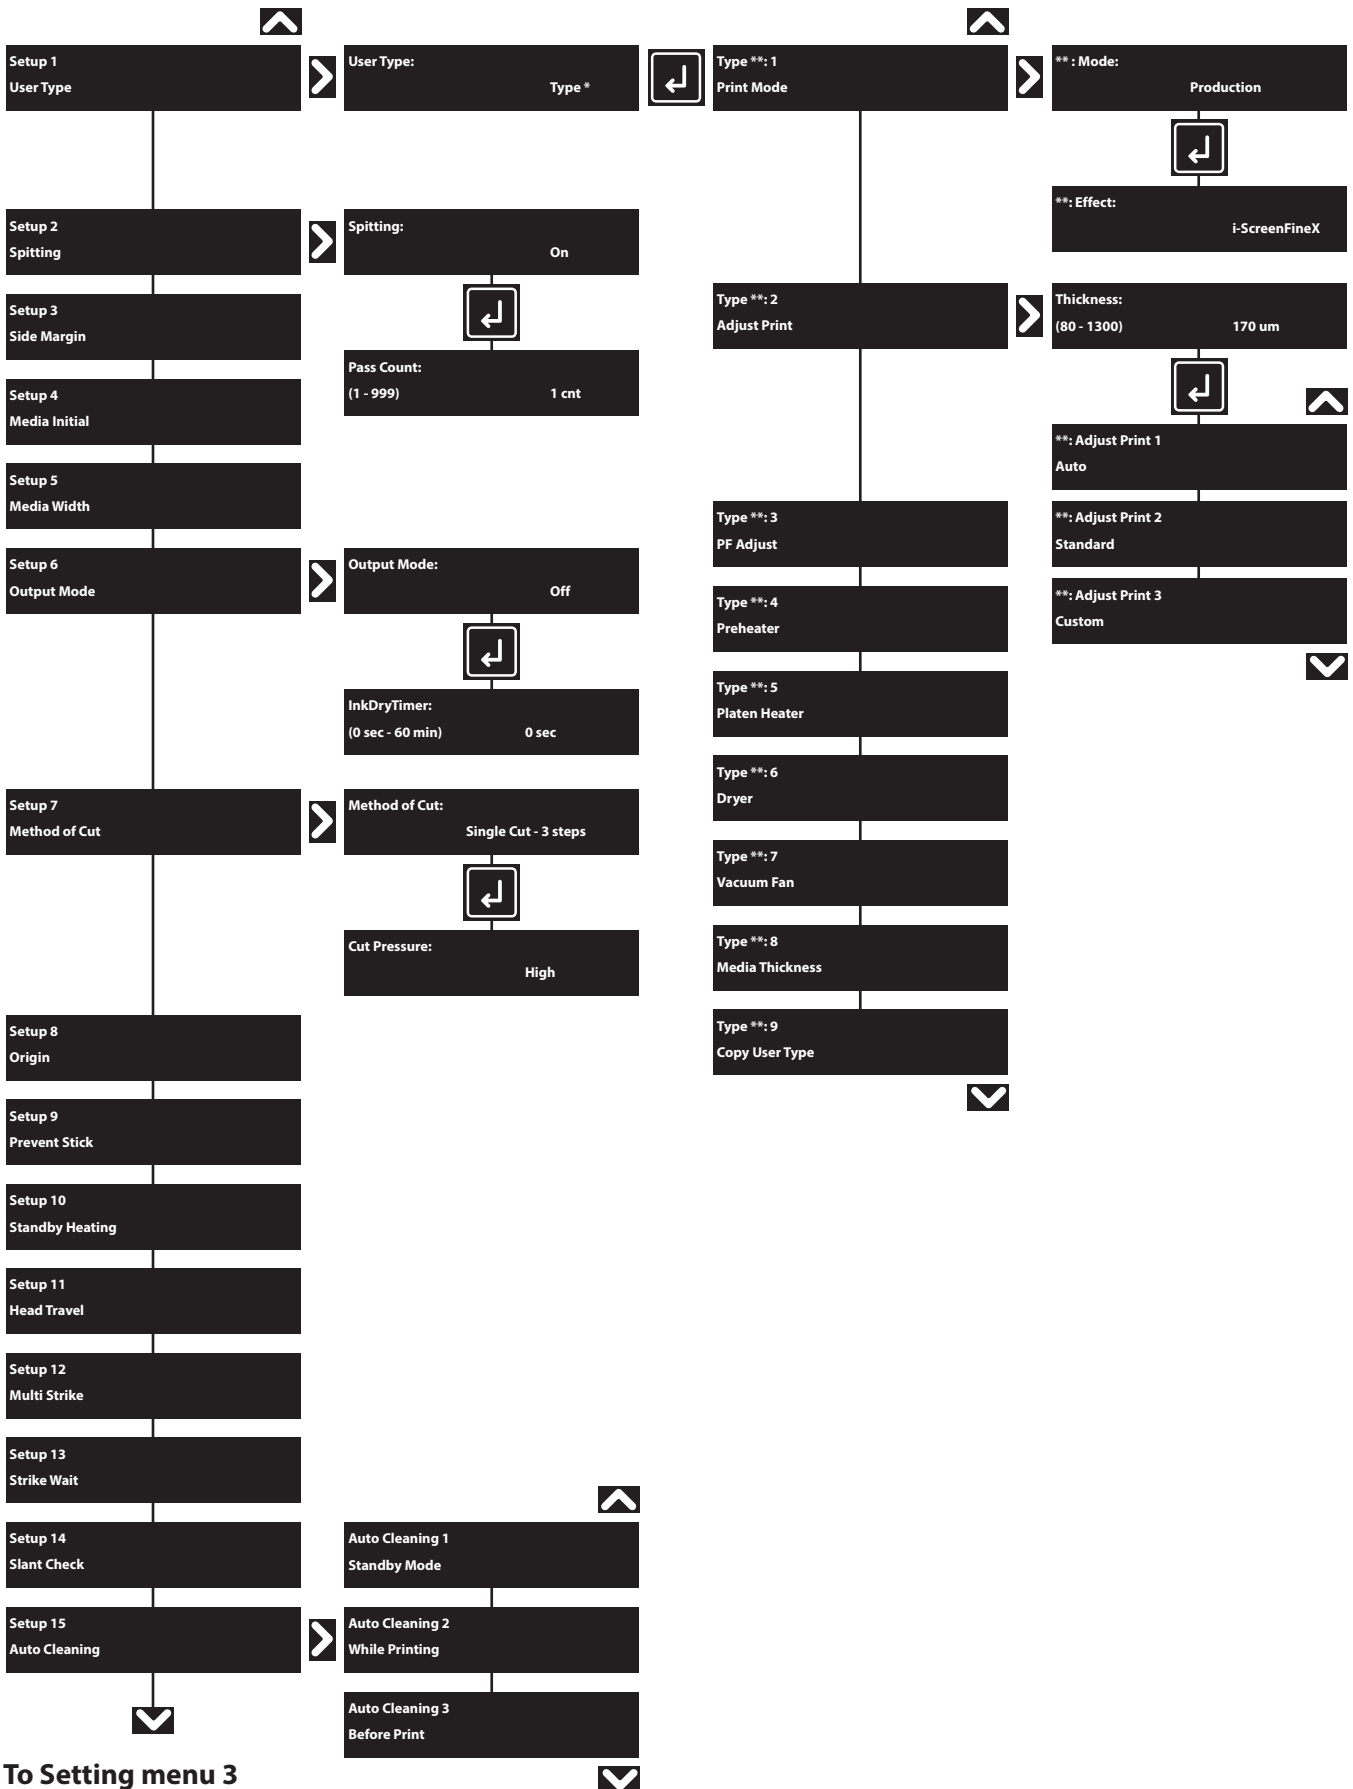 Setup 1
User Type
User Type:
Type *
Type **: 1
Print Mode
** : Mode:
Production
**: Effect:
i-ScreenFineX
Setup 2
Spitting
Spitting:
On
Pass Count:
(1 - 999) 1 cnt
Setup 3
Side Margin
Setup 4
Media Initial
Setup 5
Media Width
Setup 6
Output Mode
Output Mode:
Off
InkDryTimer:
(0 sec - 60 min) 0 sec
Setup 7
Method of Cut
Method of Cut:
Single Cut - 3 steps
Cut Pressure:
High
Type **: 2
Adjust Print
Thickness:
(80 - 1300) 170 um
**: Adjust Print 1
Auto
**: Adjust Print 2
Standard
**: Adjust Print 3
Custom
Type **: 3
PF Adjust
Type **: 4
Preheater
Type **: 5
Platen Heater
Type **: 6
Dryer
Type **: 7
Vacuum Fan
Type **: 8
Media Thickness
Type **: 9
Copy User Type
Setup 8
Origin
Setup 9
Prevent Stick
Setup 10
Standby Heating
Setup 11
Head Travel
Setup 12
Multi Strike
Setup 13
Strike Wait
Setup 14
Slant Check
Setup 15
Auto Cleaning
Auto Cleaning 1
Standby Mode
Auto Cleaning 2
While Printing
Auto Cleaning 3
Before Print
To Setting menu 3